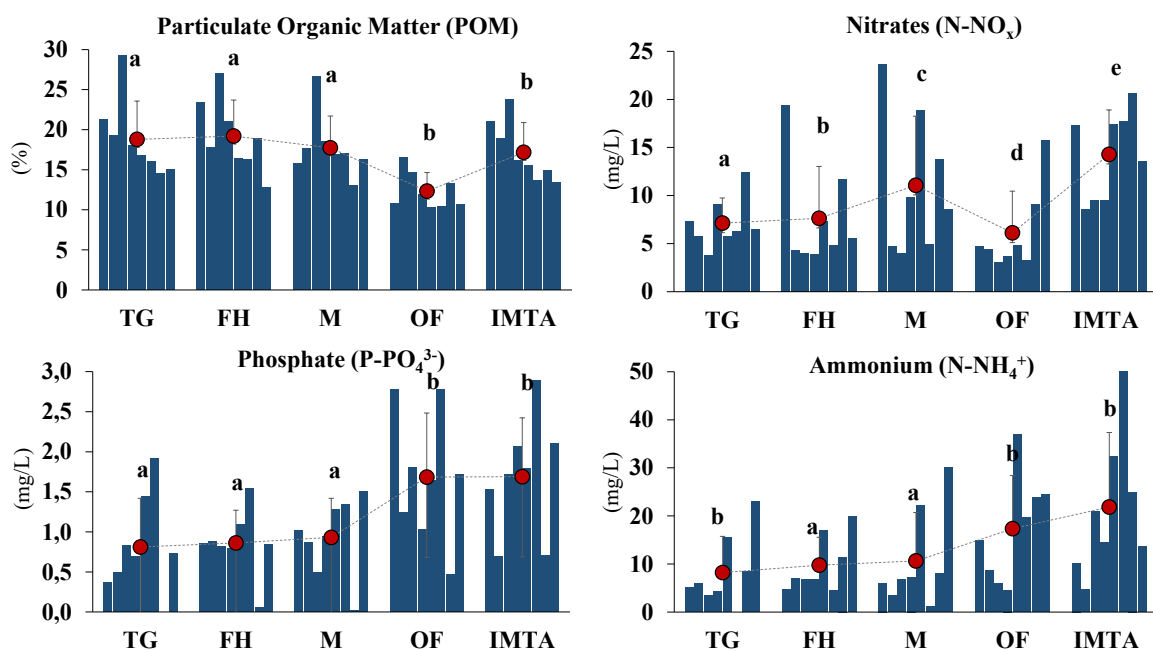 Particulate Organic Matter (POM)
30
25
20
15
10
5
0
(%)
a
a
a
b
b
TG FH M OF IMTA
Nitrates (N-NOₓ)
25
20
15
10
5
0
(mg/L)
a
b
c
d
e
TG FH M OF IMTA
Phosphate (P-PO₄³⁻)
3,0
2,5
2,0
1,5
1,0
0,5
0,0
(mg/L)
a
a
a
b
b
TG FH M OF IMTA
Ammonium (N-NH₄⁺)
50
40
30
20
10
0
(mg/L)
b
a
a
b
b
TG FH M OF IMTA